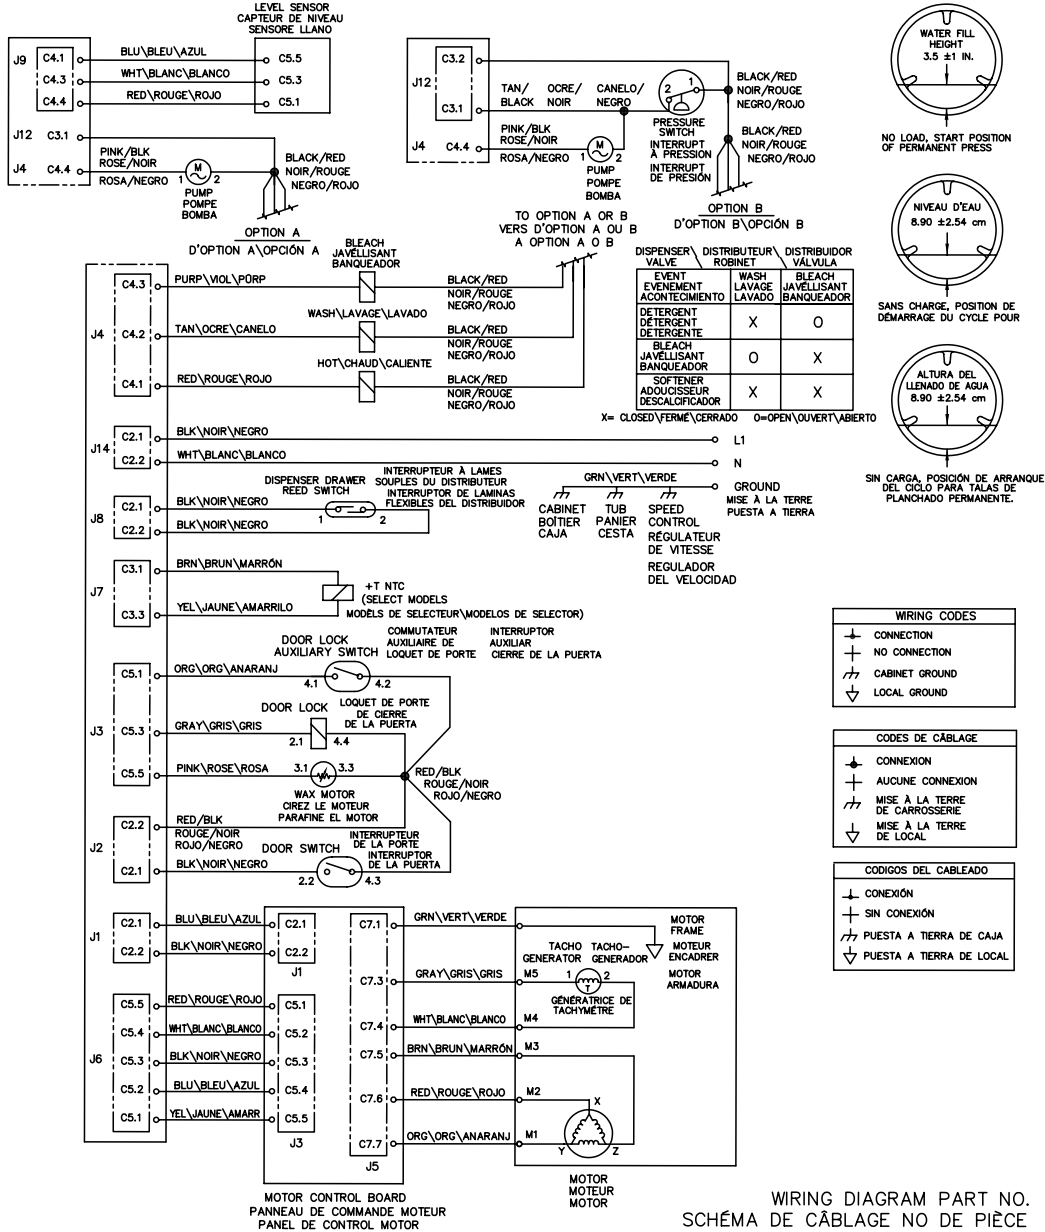 LEVEL SENSOR
CAPTEUR DE NIVEAU
SENSORE LLANO
J9
C4.1
BLU\BLEU\AZUL
C5.5
C4.3
WHT\BLANC\BLANCO
C5.3
C4.4
RED\ROUGE\ROJO
C5.1
J12
C3.1
J4
C4.4
PINK/BLK
ROSE/NOIR
ROSA/NEGRO
1
M
2
PUMP
POMPE
BOMBA
BLACK/RED
NOIR/ROUGE
NEGRO/ROJO
OPTION A
D'OPTION A\OPCIÓN A
J12
C3.2
C3.1
TAN/ OCRE/ CANELO/
BLACK NOIR NEGRO
J4
C4.4
PINK/BLK
ROSE/NOIR
ROSA/NEGRO
1
M
2
PUMP
POMPE
BOMBA
2
1
PRESSURE
SWITCH
INTERRUPT
À PRESSION
INTERRUPT
DE PRESIÓN
BLACK/RED
NOIR/ROUGE
NEGRO/ROJO
BLACK/RED
NOIR/ROUGE
NEGRO/ROJO
OPTION B
D'OPTION B\OPCIÓN B
WATER FILL
HEIGHT
3.5 ±1 IN.
NO LOAD, START POSITION
OF PERMANENT PRESS
NIVEAU D'EAU
8.90 ±2.54 cm
SANS CHARGE, POSITION DE
DÉMARRAGE DU CYCLE POUR
ALTURA DEL
LLENADO DE AGUA
8.90 ±2.54 cm
SIN CARGA, POSICIÓN DE ARRANQUE
DEL CICLO PARA TALAS DE
PLANCHADO PERMANENTE.
TO OPTION A OR B
VERS D'OPTION A OU B
A OPTION A O B
J4
C4.3
PURP\VIOL\PÚRP
BLEACH
JAVÉLLISANT
BANQUEADOR
BLACK/RED
NOIR/ROUGE
NEGRO/ROJO
C4.2
TAN\OCRE\CANELO
WASH\LAVAGE\LAVADO
BLACK/RED
NOIR/ROUGE
NEGRO/ROJO
C4.1
RED\ROUGE\ROJO
HOT\CHAUD\CALIENTE
BLACK/RED
NOIR/ROUGE
NEGRO/ROJO
DISPENSER\ DISTRIBUTEUR\ DISTRIBUIDOR
VALVE \ ROBINET \ VÁLVULA
EVENT
EVENEMENT
ACONTECIMIENTO
WASH
LAVAGE
LAVADO
BLEACH
JAVÉLLISANT
BANQUEADOR
DETERGENT
DÉTERGENT
DETERGENTE
X
O
BLEACH
JAVÉLLISANT
BANQUEADOR
O
X
SOFTENER
ADOUCISSEUR
DESCALCIFICADOR
X
X
X= CLOSED\FERMÉ\CERRADO O=OPEN\OUVERT\ABIERTO
J14
C2.1
BLK\NOIR\NEGRO
L1
C2.2
WHT\BLANC\BLANCO
N
GRN\VERT\VERDE
GROUND
MISE À LA TERRE
PUESTA A TIERRA
CABINET
BOÎTIER
CAJA
TUB
PANIER
CESTA
SPEED
CONTROL
RÉGULATEUR
DE VITESSE
REGULADOR
DEL VELOCIDAD
J8
C2.1
BLK\NOIR\NEGRO
C2.2
BLK\NOIR\NEGRO
DISPENSER DRAWER
REED SWITCH
1
2
INTERRUPTEUR À LAMES
SOUPLES DU DISTRIBUTEUR
INTERRUPTOR DE LAMINAS
FLEXIBLES DEL DISTRIBUIDOR
J7
C3.1
BRN\BRUN\MARRÓN
C3.3
YEL\JAUNE\AMARRILO
+T NTC
(SELECT MODELS
MODÈLS DE SELECTEUR\MODELOS DE SELECTOR)
J3
C5.1
ORG\ORG\ANARANJ
DOOR LOCK
AUXILIARY SWITCH
4.1
4.2
COMMUTATEUR
AUXILIAIRE DE
LOQUET DE PORTE
INTERRUPTOR
AUXILIAR
CIERRE DE LA PUERTA
C5.3
GRAY\GRIS\GRIS
DOOR LOCK
2.1
4.4
LOQUET DE PORTE
DE CIERRE
DE LA PUERTA
C5.5
PINK\ROSE\ROSA
3.1
3.3
WAX MOTOR
CIREZ LE MOTEUR
PARAFINE EL MOTOR
RED/BLK
ROUGE/NOIR
ROJO/NEGRO
J2
C2.2
RED/BLK
ROUGE/NOIR
ROJO/NEGRO
C2.1
BLK\NOIR\NEGRO
DOOR SWITCH
2.2
4.3
INTERRUPTEUR
DE LA PORTE
INTERRUPTOR
DE LA PUERTA
J1
C2.1
BLU\BLEU\AZUL
C2.1
C2.2
BLK\NOIR\NEGRO
C2.2
J1
J6
C5.5
RED\ROUGE\ROJO
C5.1
C5.4
WHT\BLANC\BLANCO
C5.2
C5.3
BLK\NOIR\NEGRO
C5.3
C5.2
BLU\BLEU\AZUL
C5.4
C5.1
YEL\JAUNE\AMARR
C5.5
J3
C7.1
GRN\VERT\VERDE
C7.3
GRAY\GRIS\GRIS
M5
C7.4
WHT\BLANC\BLANCO
M4
C7.5
BRN\BRUN\MARRÓN
M3
C7.6
RED\ROUGE\ROJO
M2
C7.7
ORG\ORG\ANARANJ
M1
J5
MOTOR CONTROL BOARD
PANNEAU DE COMMANDE MOTEUR
PANEL DE CONTROL MOTOR
MOTOR
FRAME
MOTEUR
ENCADRER
MOTOR
ARMADURA
TACHO TACHO-
GENERATOR GENERADOR
1
T
2
GÉNÉRATRICE DE
TACHYMÉTRE
X
Y
Z
MOTOR
MOTEUR
MOTOR
WIRING CODES
CONNECTION
NO CONNECTION
CABINET GROUND
LOCAL GROUND
CODES DE CÂBLAGE
CONNEXION
AUCUNE CONNEXION
MISE À LA TERRE
DE CARROSSERIE
MISE À LA TERRE
DE LOCAL
CODIGOS DEL CABLEADO
CONEXIÓN
SIN CONEXIÓN
PUESTA A TIERRA DE CAJA
PUESTA A TIERRA DE LOCAL
WIRING DIAGRAM PART NO.
SCHÉMA DE CÂBLAGE NO DE PIÈCE